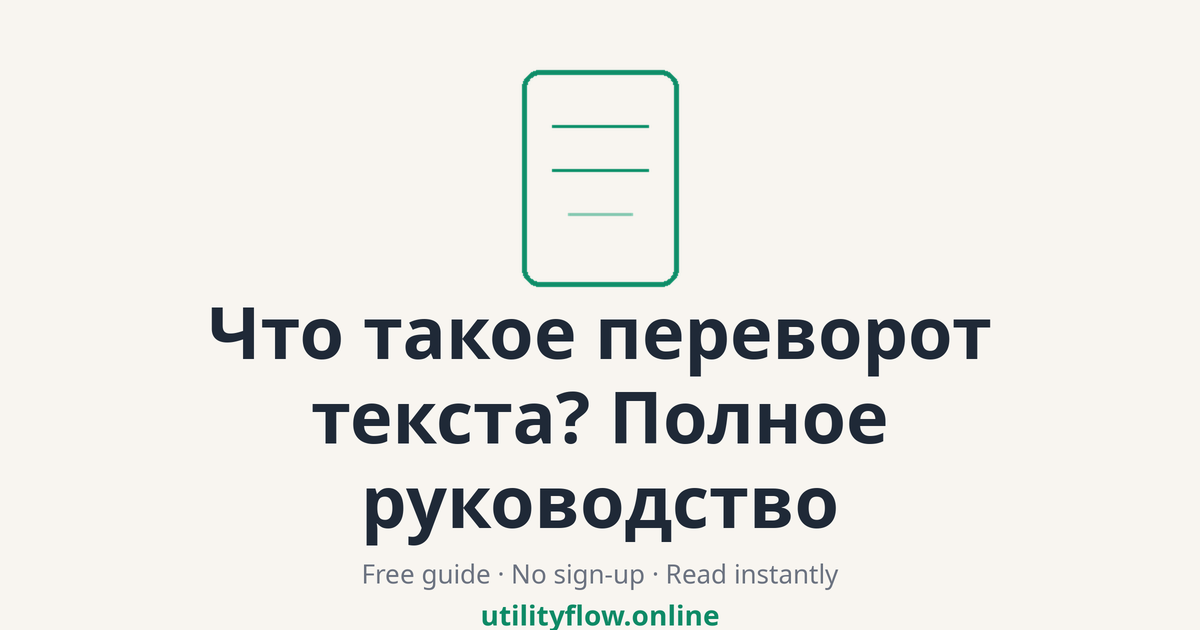 Что такое переворот
текста? Полное
руководство
Free guide · No sign-up · Read instantly
utilityflow.online